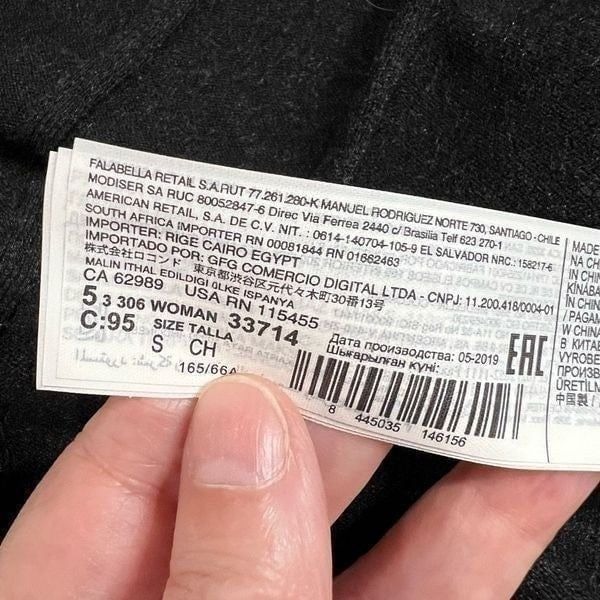 FALABELLA RETAIL S.A.RUT 77.261.280-K MANUEL RODRIGUEZ NORTE 730, SANTIAGO - CHILE
MODISER SA RUC 80052847-6 Direc Via Ferrea 2440 c/ Brasilia Telf 623 270-1
AMERICAN RETAIL, S.A. DE C.V. NIT. : 0614-140704-105-9 EL SALVADOR NRC.: 158217-6
SOUTH AFRICA IMPORTER RN 00081844 RN 01662463
IMPORTER: RIGE CAIRO EGYPT
IMPORTADO POR: GFG COMERCIO DIGITAL LTDA - CNPJ: 11.200.418/0004-01
株式会社ロコンド 東京都渋谷区元代々木町30番13号
MALIN ITHAL EDILDIGI ÜLKE ISPANYA
CA 62989 USA RN 115455
5 3 306 WOMAN 33714
C:95 SIZE TALLA
S CH
165/66A
Дата производства: 05-2019
Шығарылған күні:
EAC
8 445035 146156
MADE
NA CH
IN CHI
KINABA
IN CHIN
/ PAGAM
W CHINA
В КИТАЕ
VYROBE
PROIZ
ÜRETİLM
中国製 /